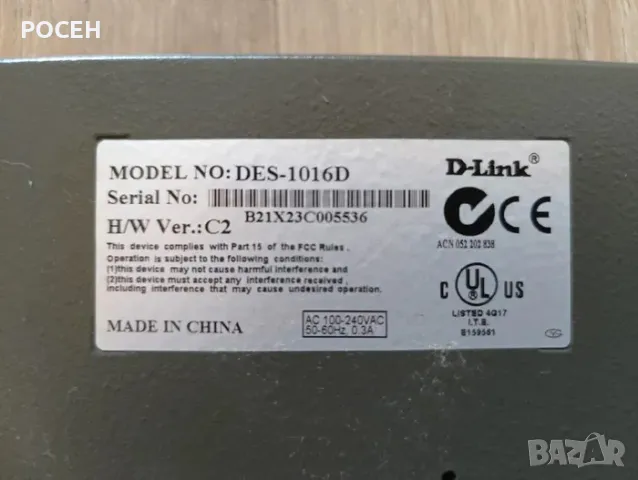 РОСЕН
MODEL NO: DES-1016D
D-Link®
Serial No:
B21X23C005536
H/W Ver.:C2
ACN 052 202 838
This device complies with Part 15 of the FCC Rules.
Operation is subject to the following conditions:
(1)this device may not cause harmful interference and
(2)this device must accept any interference received,
including interference that may cause undesired operation.
C UL US
LISTED 4Q17
I.T.E.
E159581
MADE IN CHINA
AC 100-240VAC
50-60Hz, 0.3A
bazar